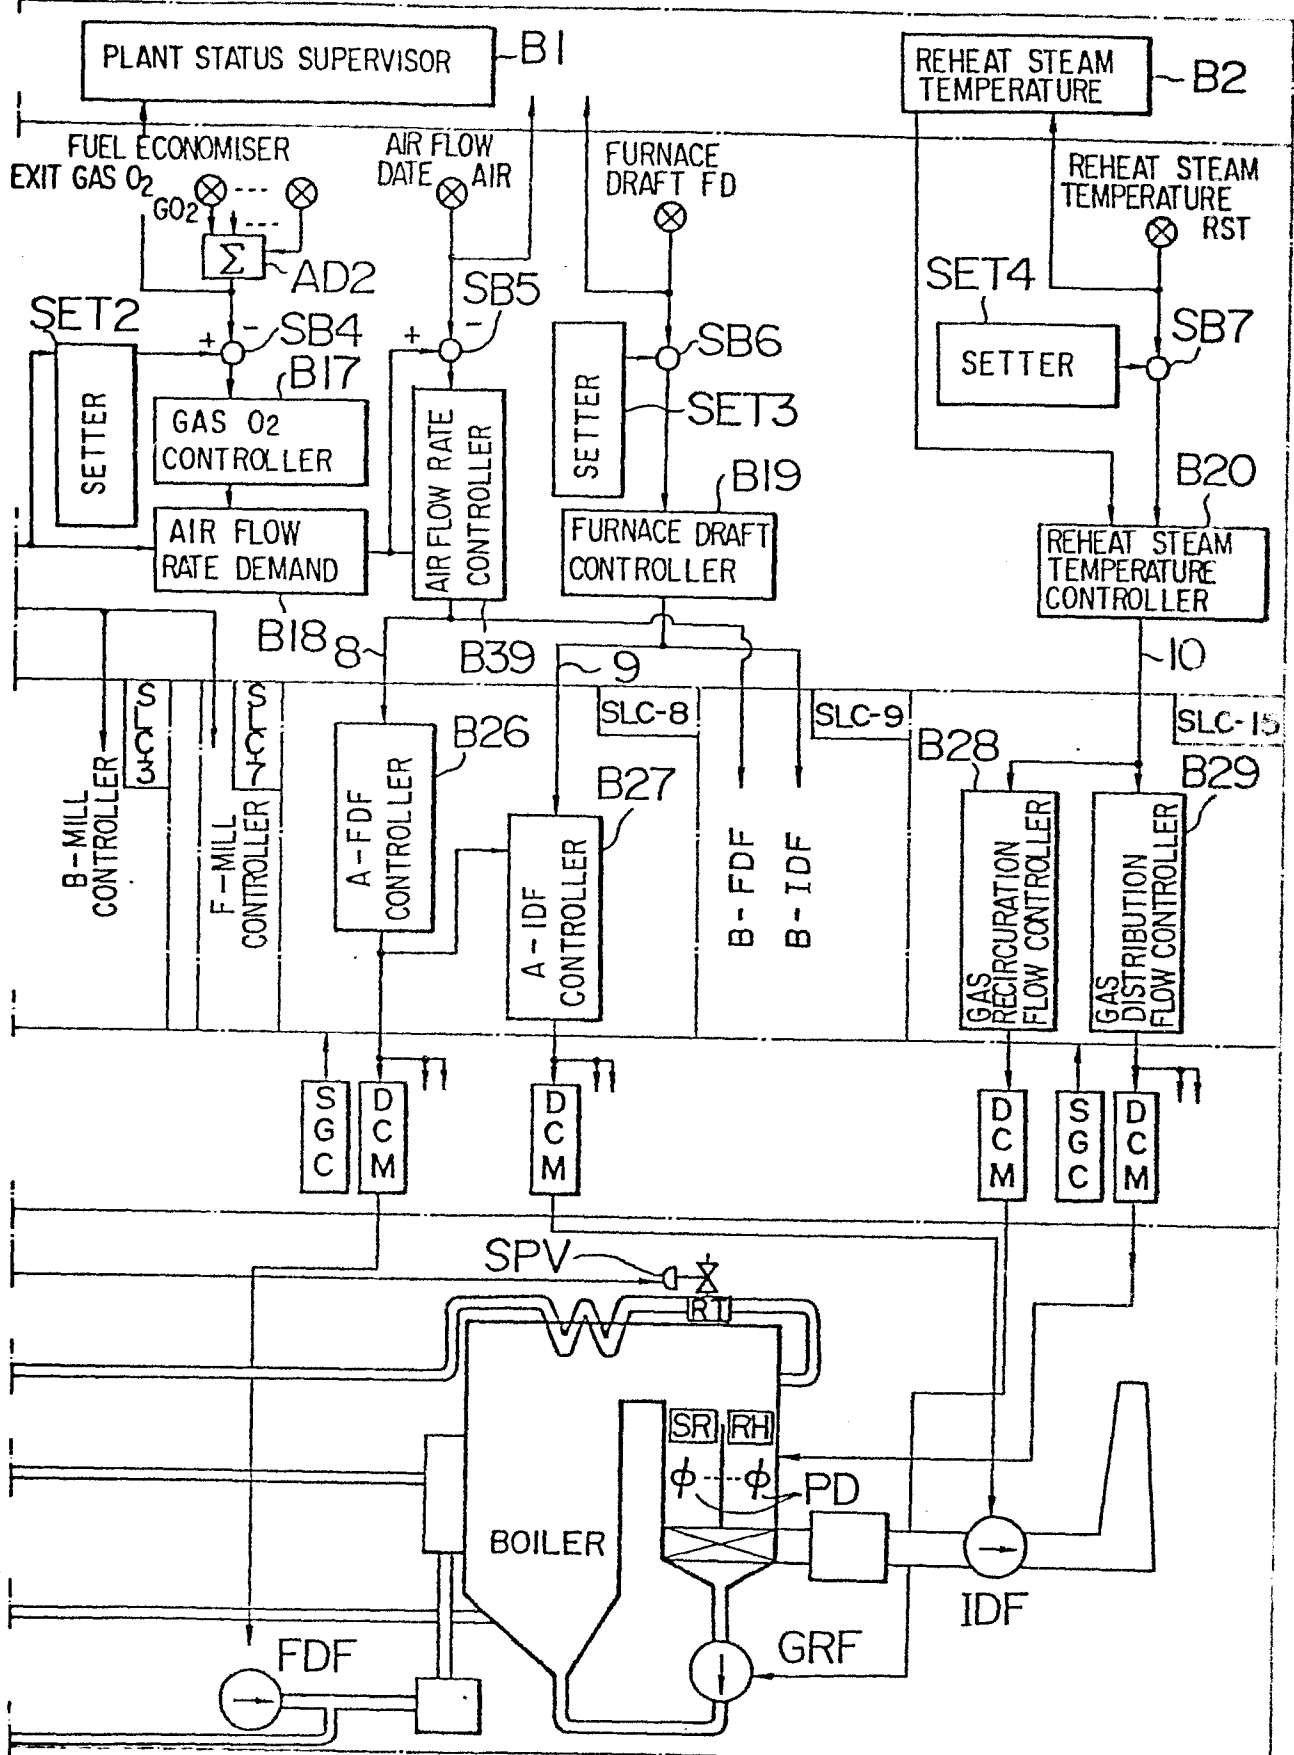 PLANT STATUS SUPERVISOR
B1
REHEAT STEAM
TEMPERATURE
B2
FUEL ECONOMISER
EXIT GAS O2
GO2
AIR FLOW
DATE AIR
FURNACE
DRAFT FD
REHEAT STEAM
TEMPERATURE
RST
Σ
AD2
SET2
+
-
SB4
SB5
+
-
SB6
SET4
SB7
SETTER
B17
SETTER
GAS O2
CONTROLLER
AIR FLOW RATE
CONTROLLER
SETTER
SET3
B19
B20
AIR FLOW
RATE DEMAND
FURNACE DRAFT
CONTROLLER
REHEAT STEAM
TEMPERATURE
CONTROLLER
B18
8
B39
9
10
SLC3
SLC7
SLC-8
SLC-9
SLC-15
B-MILL
CONTROLLER
F-MILL
CONTROLLER
A-FDF
CONTROLLER
B26
A-IDF
CONTROLLER
B27
B-FDF
B-IDF
B28
B29
GAS
RECIRCURATION
FLOW CONTROLLER
GAS
DISTRIBUTION
FLOW CONTROLLER
SGC
DCM
DCM
DCM
SGC
DCM
SPV
RT
SR
RH
φ
φ
PD
BOILER
IDF
FDF
GRF